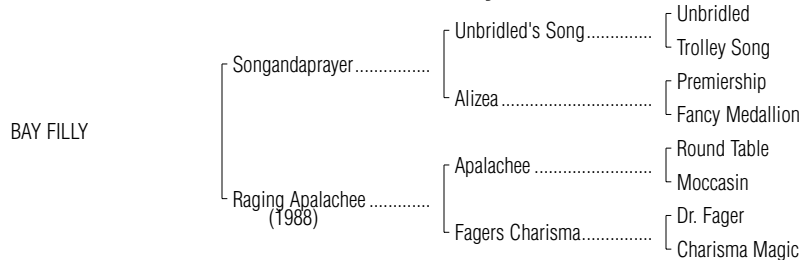 Unbridled
Unbridled's Song..............
Trolley Song
Songandaprayer................
Premiership
Alizea................................
Fancy Medallion
BAY FILLY
Round Table
Apalachee .........................
Moccasin
Raging Apalachee .............
(1988)
Dr. Fager
Fagers Charisma...............
Charisma Magic